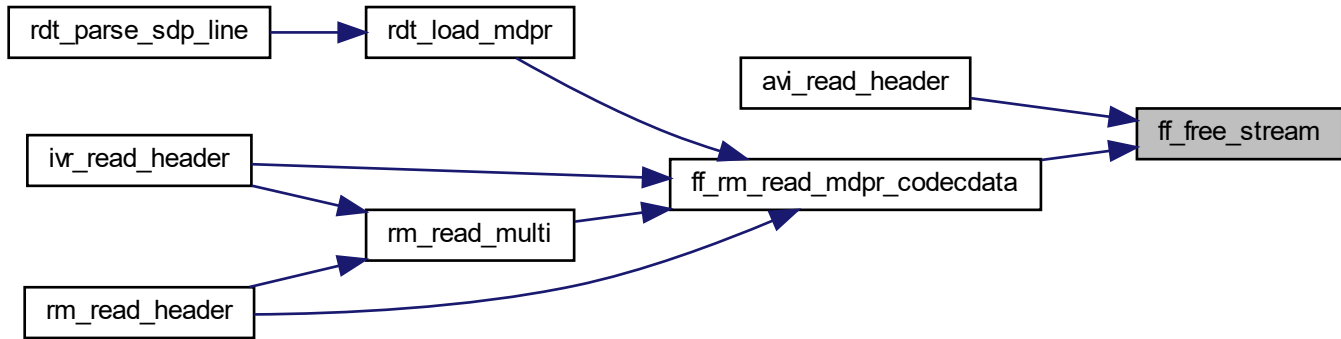 rdt_parse_sdp_line
rdt_load_mdpr
avi_read_header
ff_free_stream
ivr_read_header
ff_rm_read_mdpr_codecdata
rm_read_multi
rm_read_header